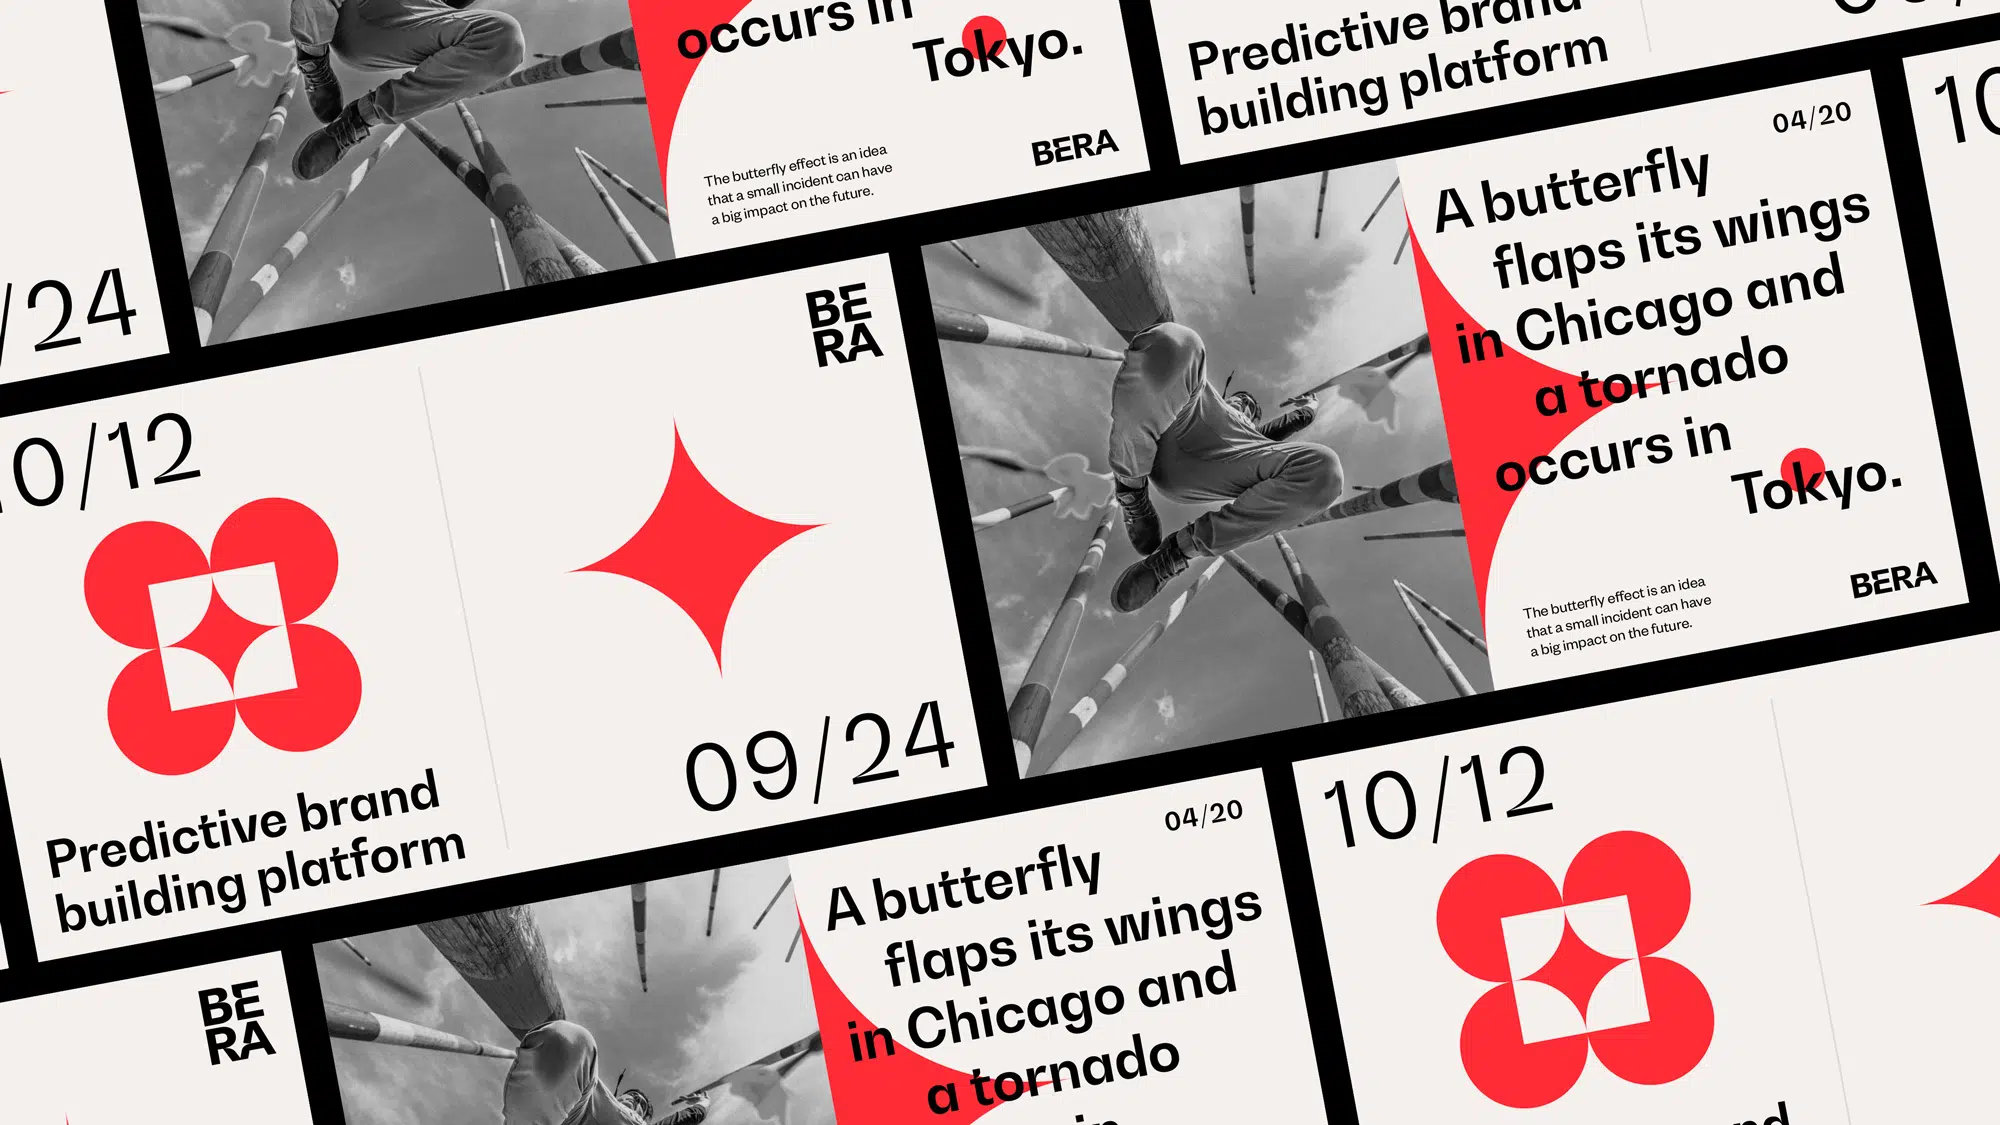 occurs in
Tokyo.
The butterfly effect is an idea
that a small incident can have
a big impact on the future.
BERA
Predictive brand
building platform
/24
10/12
BE
RA
Predictive brand
building platform
09/24
04/20
A butterfly
flaps its wings
in Chicago and
a tornado
occurs in
Tokyo.
The butterfly effect is an idea
that a small incident can have
a big impact on the future.
BERA
10
BE
RA
04/20
A butterfly
flaps its wings
in Chicago and
a tornado
in
10/12